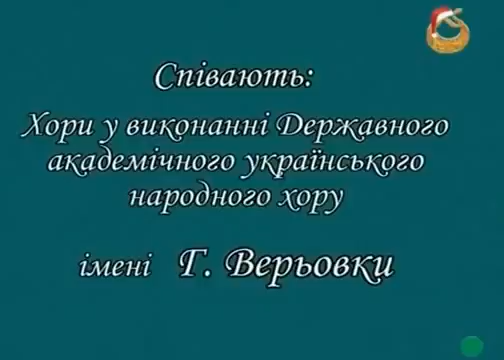 Співають:
Хори у виконанні Державного
академічного українського
народного хору
імені Г. Верьовки